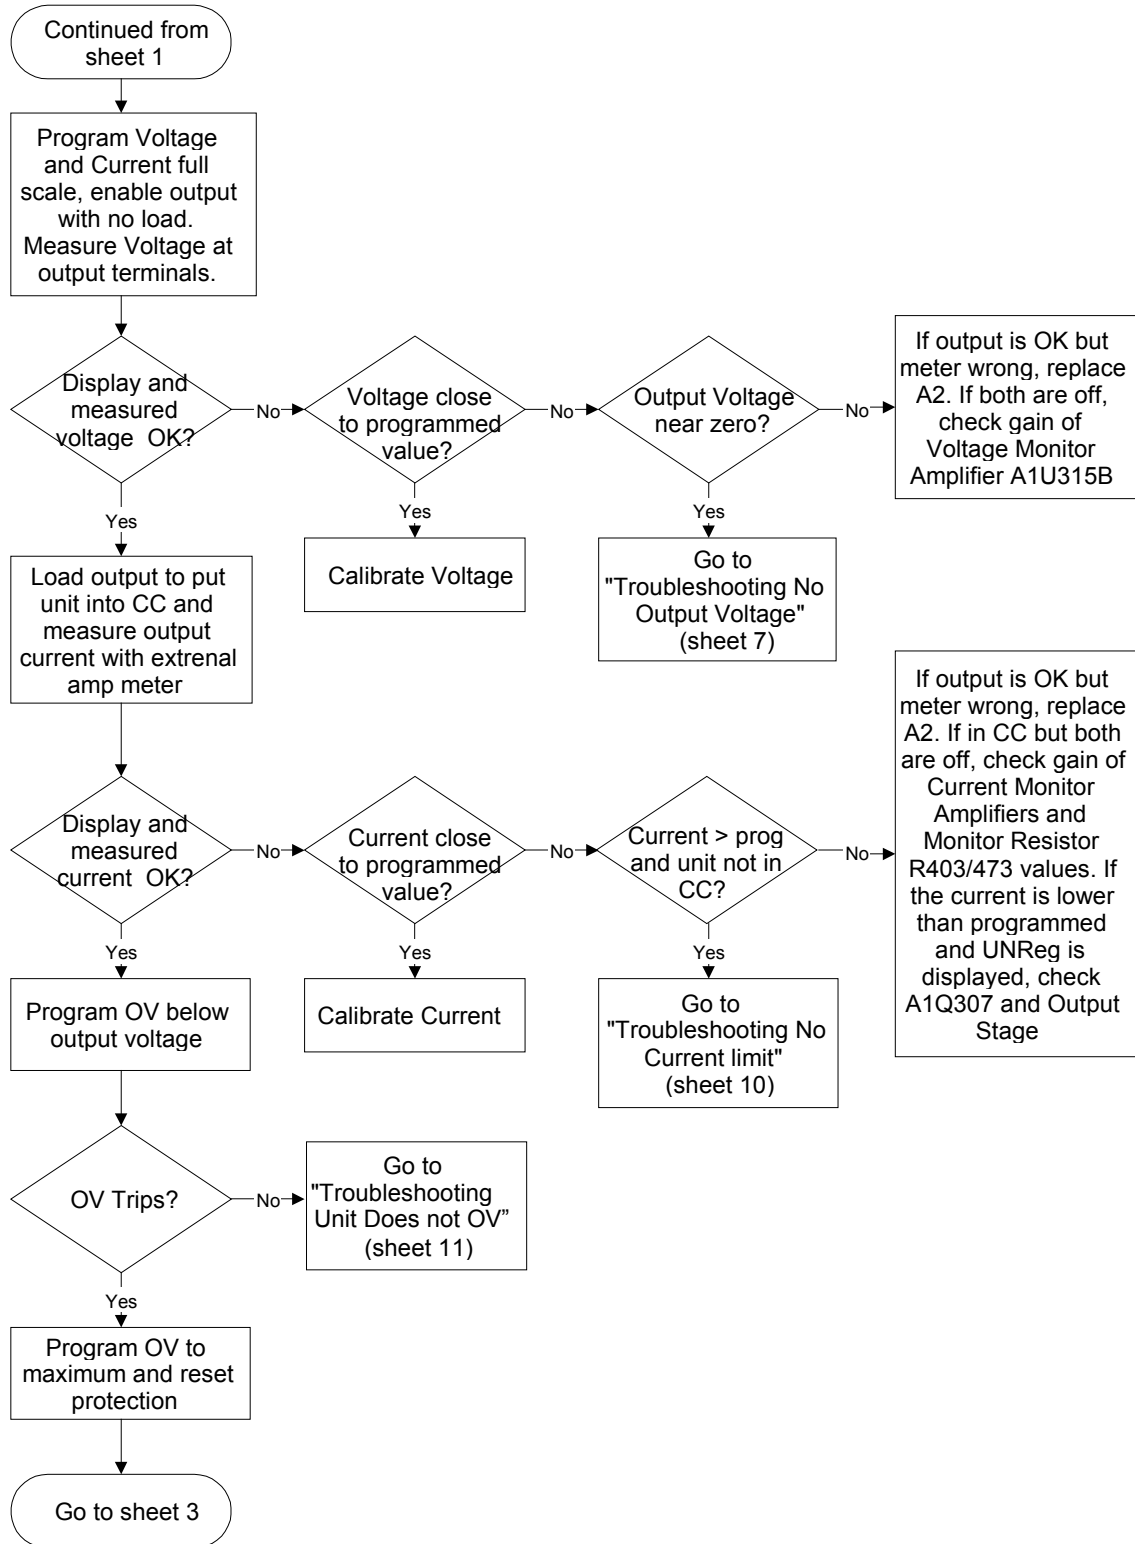 Continued from
sheet 1
Program Voltage
and Current full
scale, enable output
with no load.
Measure Voltage at
output terminals.
Display and
measured
voltage OK?
No
Voltage close
to programmed
value?
No
Output Voltage
near zero?
No
If output is OK but
meter wrong, replace
A2. If both are off,
check gain of
Voltage Monitor
Amplifier A1U315B
Yes
Yes
Yes
Load output to put
unit into CC and
measure output
current with extrenal
amp meter
Calibrate Voltage
Go to
"Troubleshooting No
Output Voltage"
(sheet 7)
Display and
measured
current OK?
No
Current close
to programmed
value?
No
Current > prog
and unit not in
CC?
No
If output is OK but
meter wrong, replace
A2. If in CC but both
are off, check gain of
Current Monitor
Amplifiers and
Monitor Resistor
R403/473 values. If
the current is lower
than programmed
and UNReg is
displayed, check
A1Q307 and Output
Stage
Yes
Yes
Yes
Program OV below
output voltage
Calibrate Current
Go to
"Troubleshooting No
Current limit"
(sheet 10)
OV Trips?
No
Go to
"Troubleshooting
Unit Does not OV”
(sheet 11)
Yes
Program OV to
maximum and reset
protection
Go to sheet 3